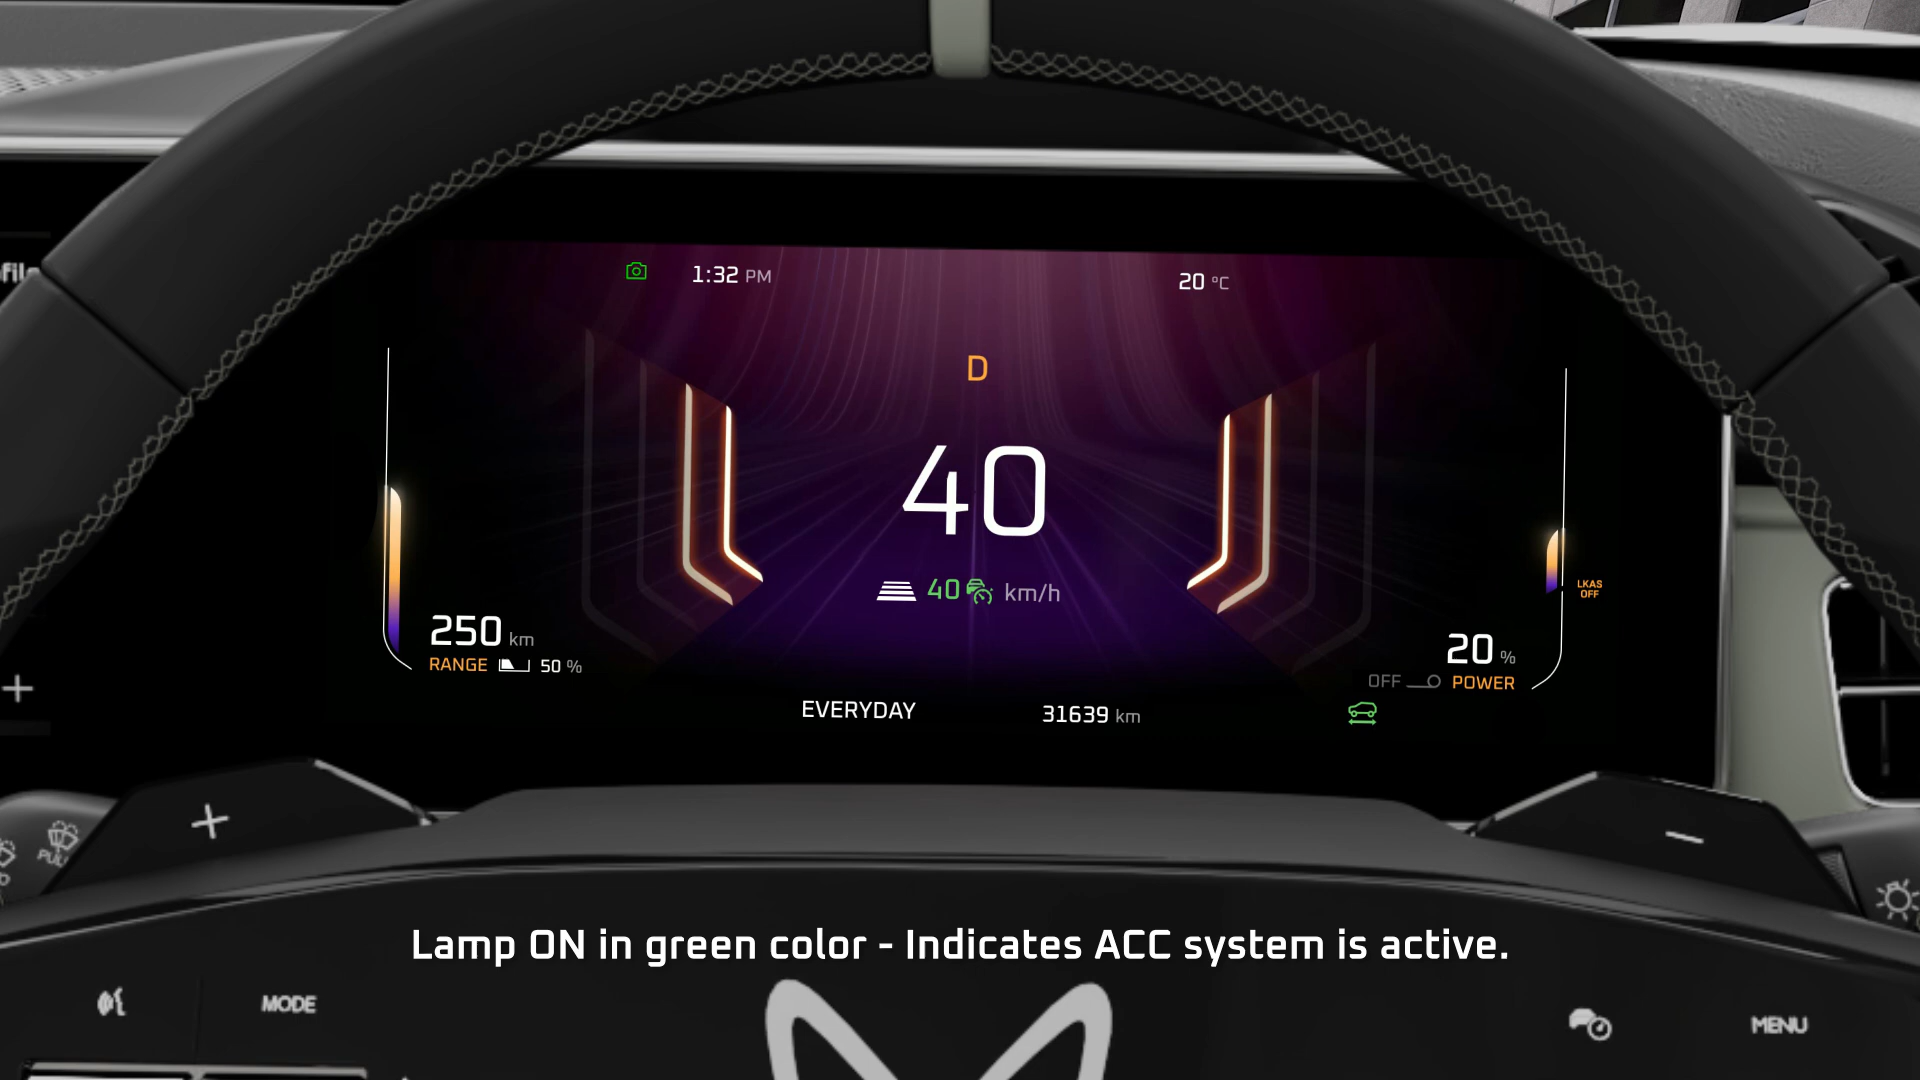 file
1:32 PM
20 °C
D
40
40 km/h
250 km
RANGE 50 %
LKAS
OFF
20 %
OFF POWER
EVERYDAY
31639 km
Lamp ON in green color - Indicates ACC system is active.
MODE
MENU